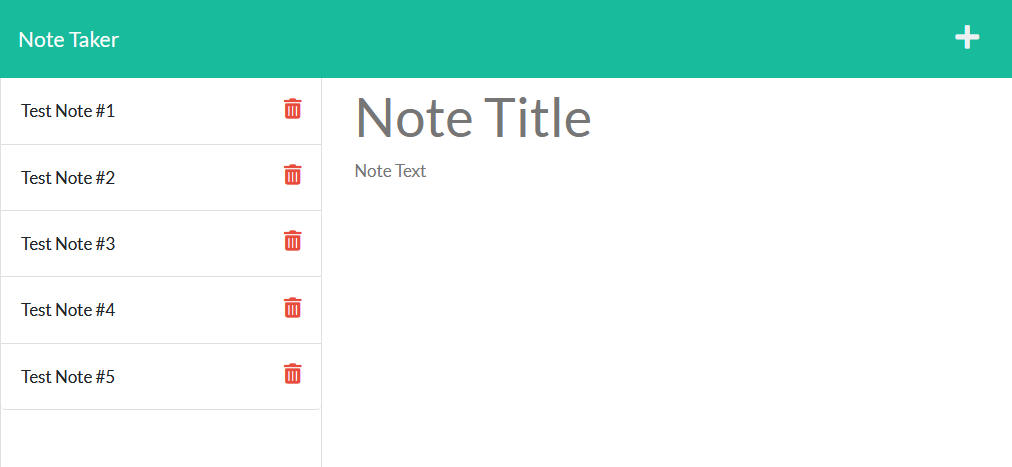 Note Taker
Test Note #1
Test Note #2
Test Note #3
Test Note #4
Test Note #5
Note Title
Note Text